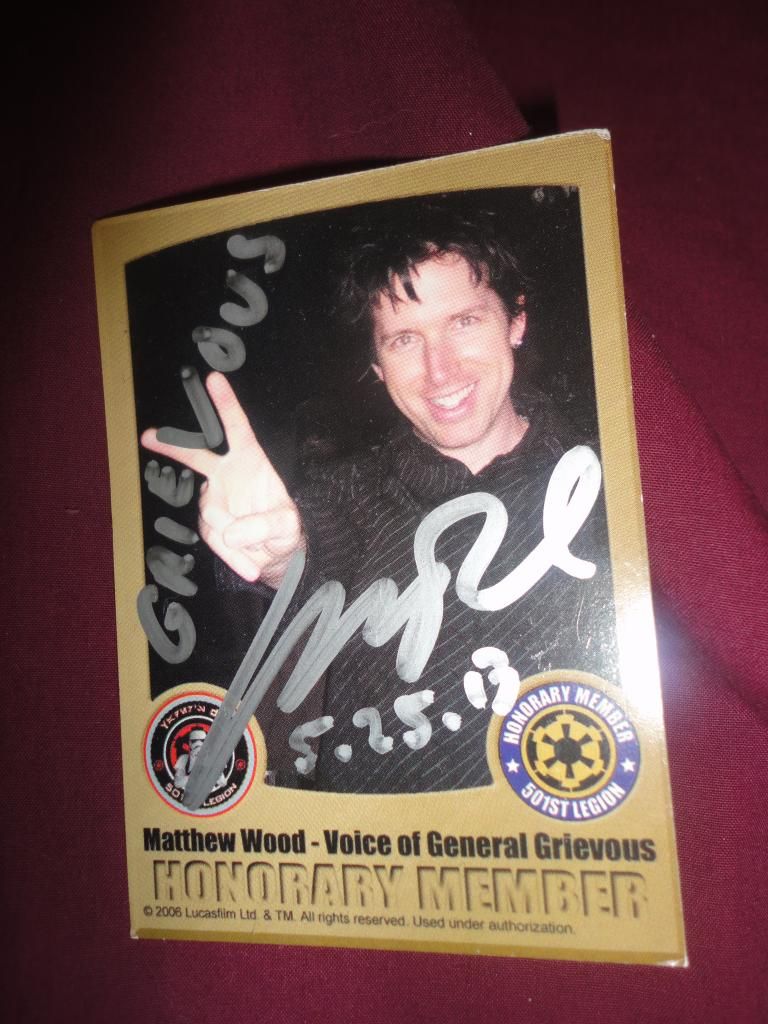 GRIEVOUS
5.25.13
501ST LEGION
HONORARY MEMBER
501ST LEGION
Matthew Wood - Voice of General Grievous
HONORARY MEMBER
© 2006 Lucasfilm Ltd. & TM. All rights reserved. Used under authorization.